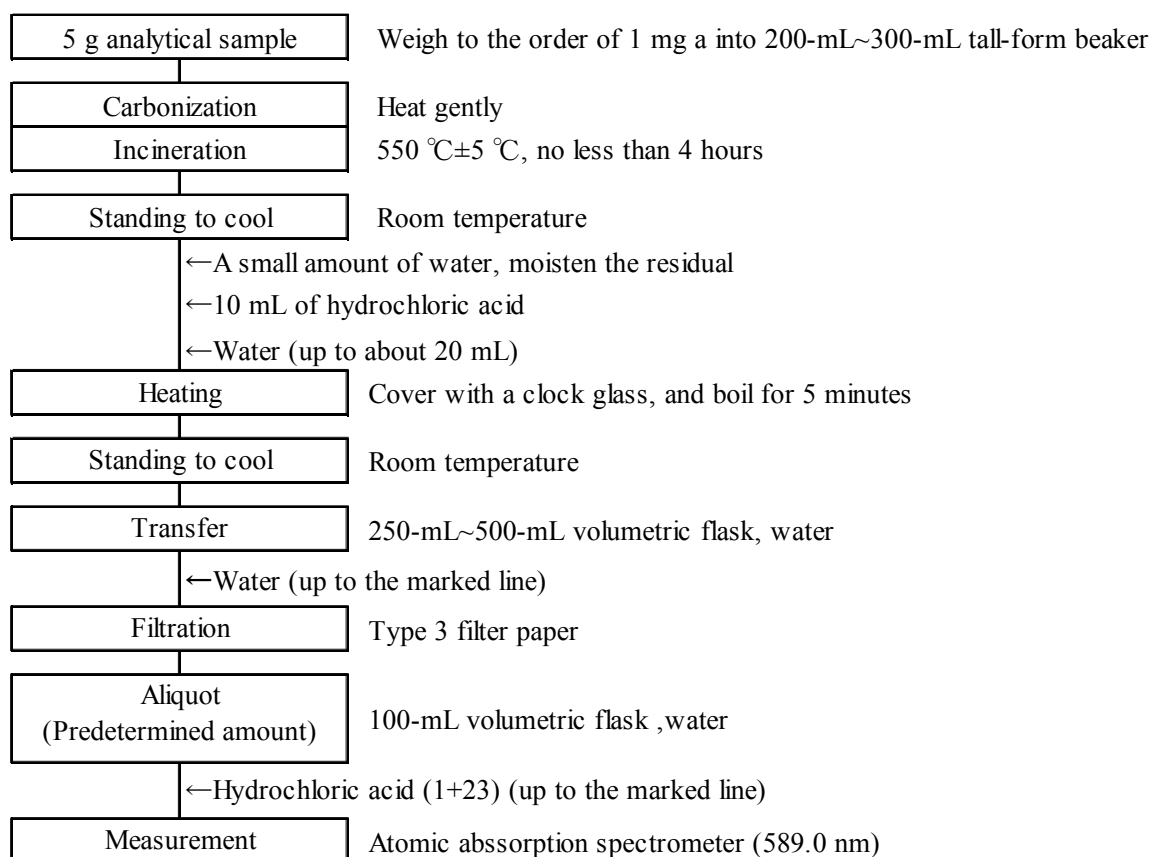 5 g analytical sample Weigh to the order of 1 mg a into 200-mL~300-mL tall-form beaker
Carbonization Heat gently
Incineration 550 ℃±5 ℃, no less than 4 hours
Standing to cool Room temperature
←A small amount of water, moisten the residual
←10 mL of hydrochloric acid
←Water (up to about 20 mL)
Heating Cover with a clock glass, and boil for 5 minutes
Standing to cool Room temperature
Transfer 250-mL~500-mL volumetric flask, water
←Water (up to the marked line)
Filtration Type 3 filter paper
Aliquot
(Predetermined amount) 100-mL volumetric flask ,water
←Hydrochloric acid (1+23) (up to the marked line)
Measurement Atomic abssorption spectrometer (589.0 nm)